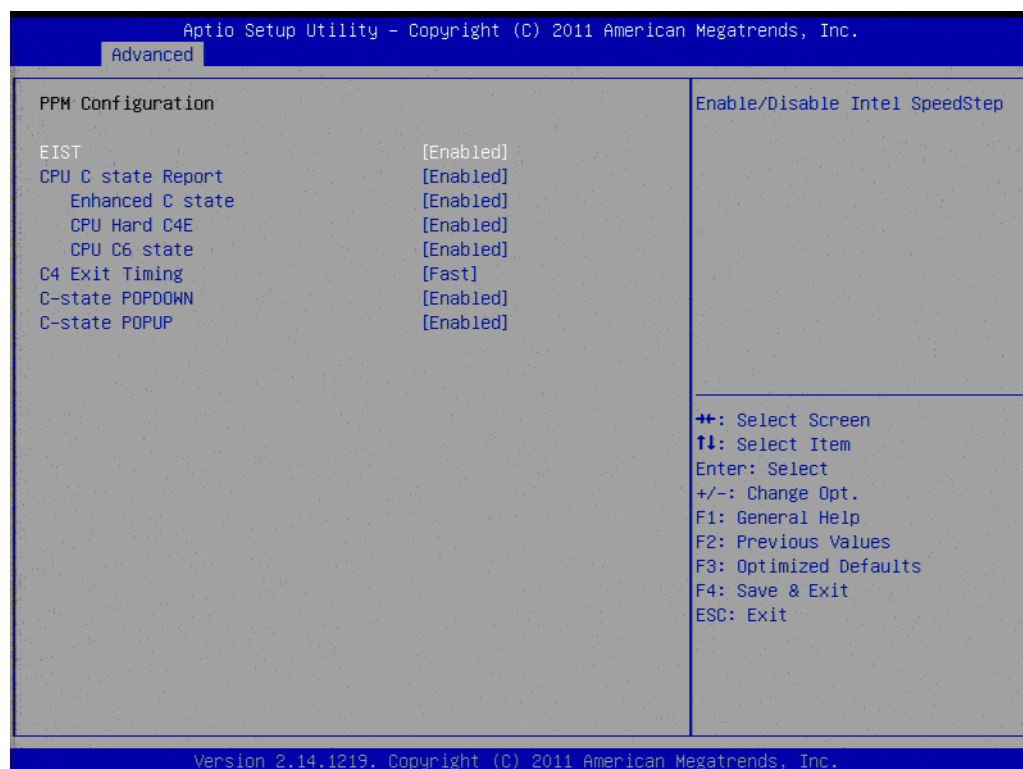 Aptio Setup Utility – Copyright (C) 2011 American Megatrends, Inc.
Advanced
PPM Configuration
EIST [Enabled]
CPU C state Report [Enabled]
Enhanced C state [Enabled]
CPU Hard C4E [Enabled]
CPU C6 state [Enabled]
C4 Exit Timing [Fast]
C-state POPDOWN [Enabled]
C-state POPUP [Enabled]
Enable/Disable Intel SpeedStep
→←: Select Screen
↑↓: Select Item
Enter: Select
+/-: Change Opt.
F1: General Help
F2: Previous Values
F3: Optimized Defaults
F4: Save & Exit
ESC: Exit
Version 2.14.1219. Copyright (C) 2011 American Megatrends, Inc.